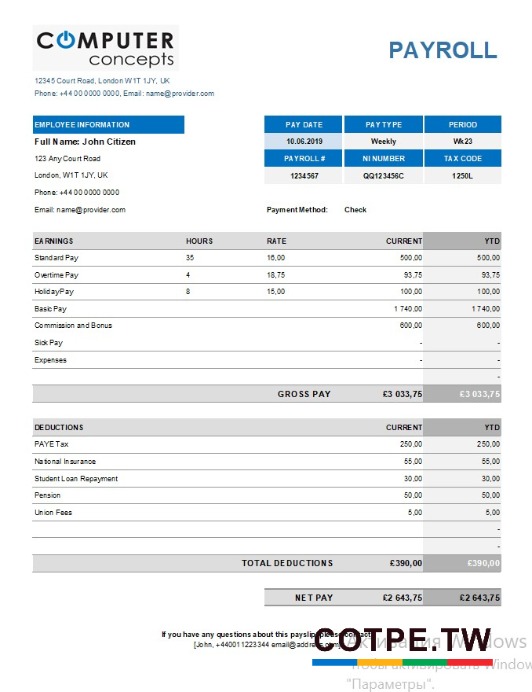 COMPUTER
concepts
PAYROLL
12345 Court Road, London W1T 1JY, UK
Phone: +44 00 0000 0000, Email: name@provider.com
EMPLOYEE INFORMATION
PAY DATE PAY TYPE PERIOD
Full Name: John Citizen
10.06.2019 Weekly Wk23
123 Any Court Road
PAYROLL # NI NUMBER TAX CODE
London, W1T 1JY, UK
1234567 QQ123456C 1250L
Phone: +44 00 0000 0000
Email: name@provider.com
Payment Method: Check
EARNINGS HOURS RATE CURRENT YTD
Standard Pay 35 16,00 500,00 500,00
Overtime Pay 4 18,75 93,75 93,75
HolidayPay 8 15,00 100,00 100,00
Basic Pay 1 740,00 1 740,00
Commission and Bonus 600,00 600,00
Sick Pay - -
Expenses - -
-
GROSS PAY £3 033,75 £3 033,75
DEDUCTIONS CURRENT YTD
PAYE Tax 250,00 250,00
National Insurance 55,00 55,00
Student Loan Repayment 30,00 30,00
Pension 50,00 50,00
Union Fees 5,00 5,00
-
-
TOTAL DEDUCTIONS £390,00 £390,00
NET PAY £2 643,75 £2 643,75
If you have any questions about this payslip, please contact:
[John, +440011223344 email@address.com]
COTPE.TW
Активация Windows
Чтобы активировать Windows
"Параметры".